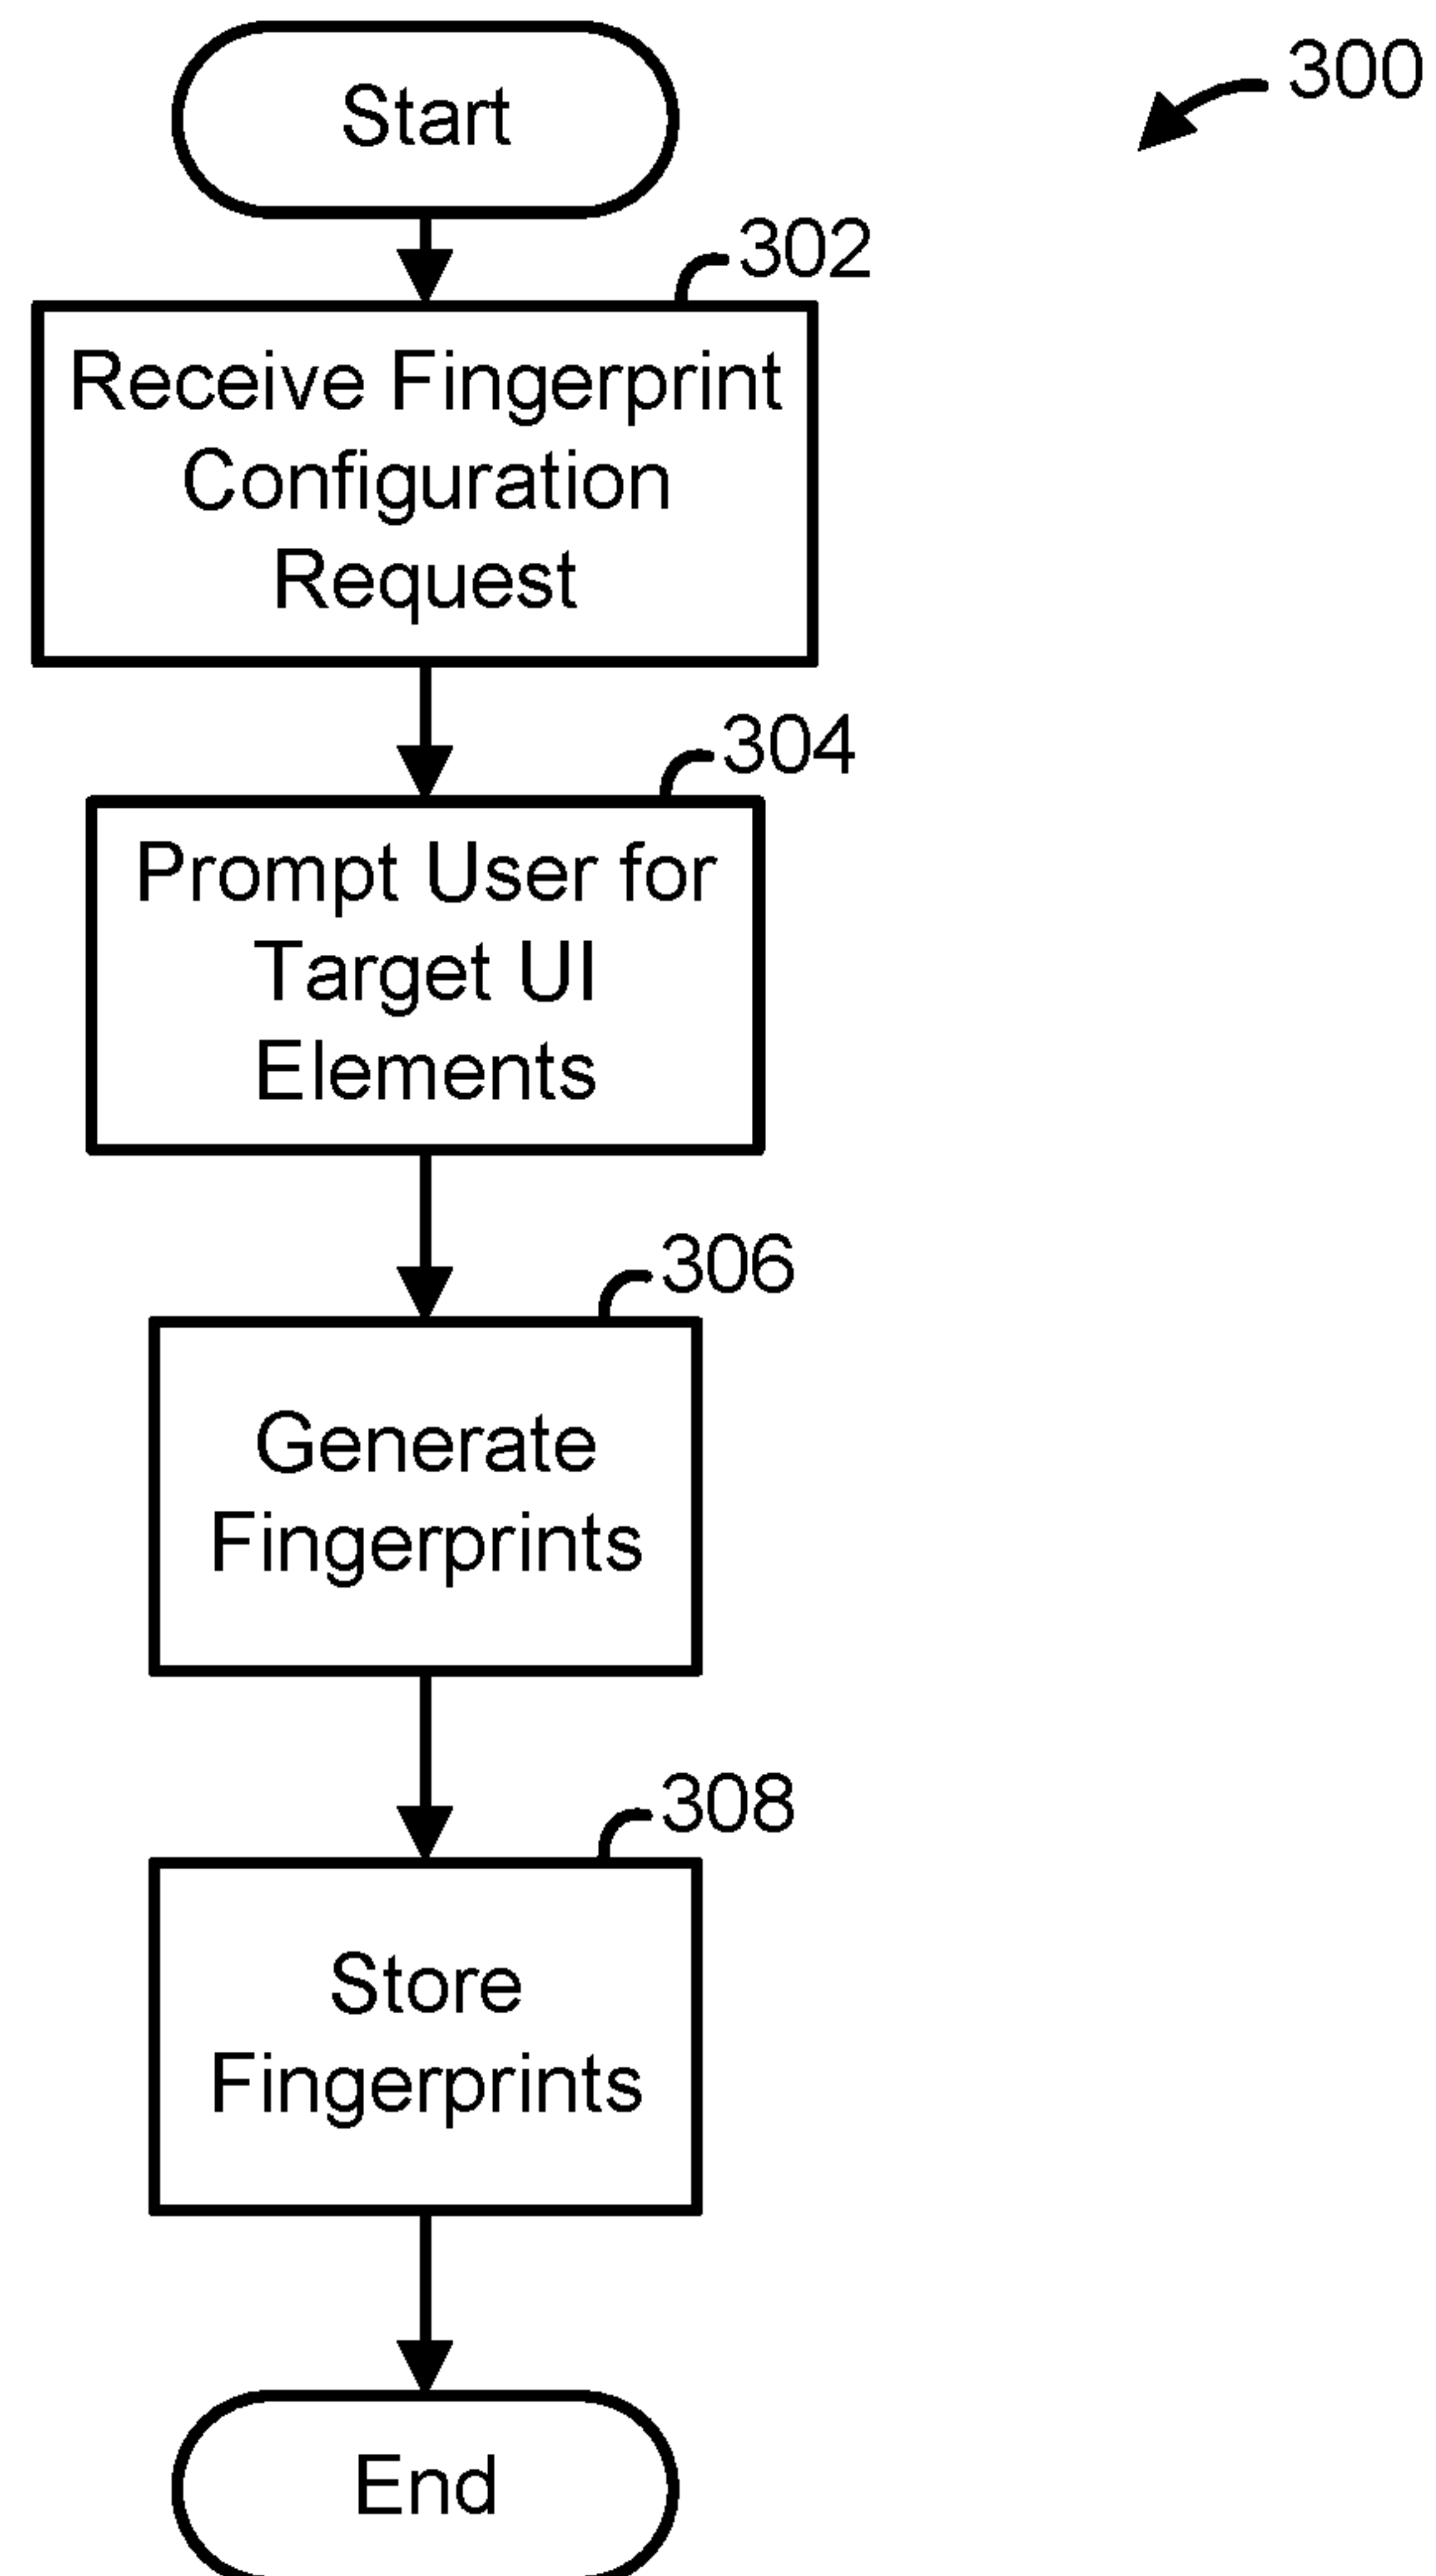 Start
300
302
Receive Fingerprint
Configuration
Request
304
Prompt User for
Target UI
Elements
306
Generate
Fingerprints
308
Store
Fingerprints
End